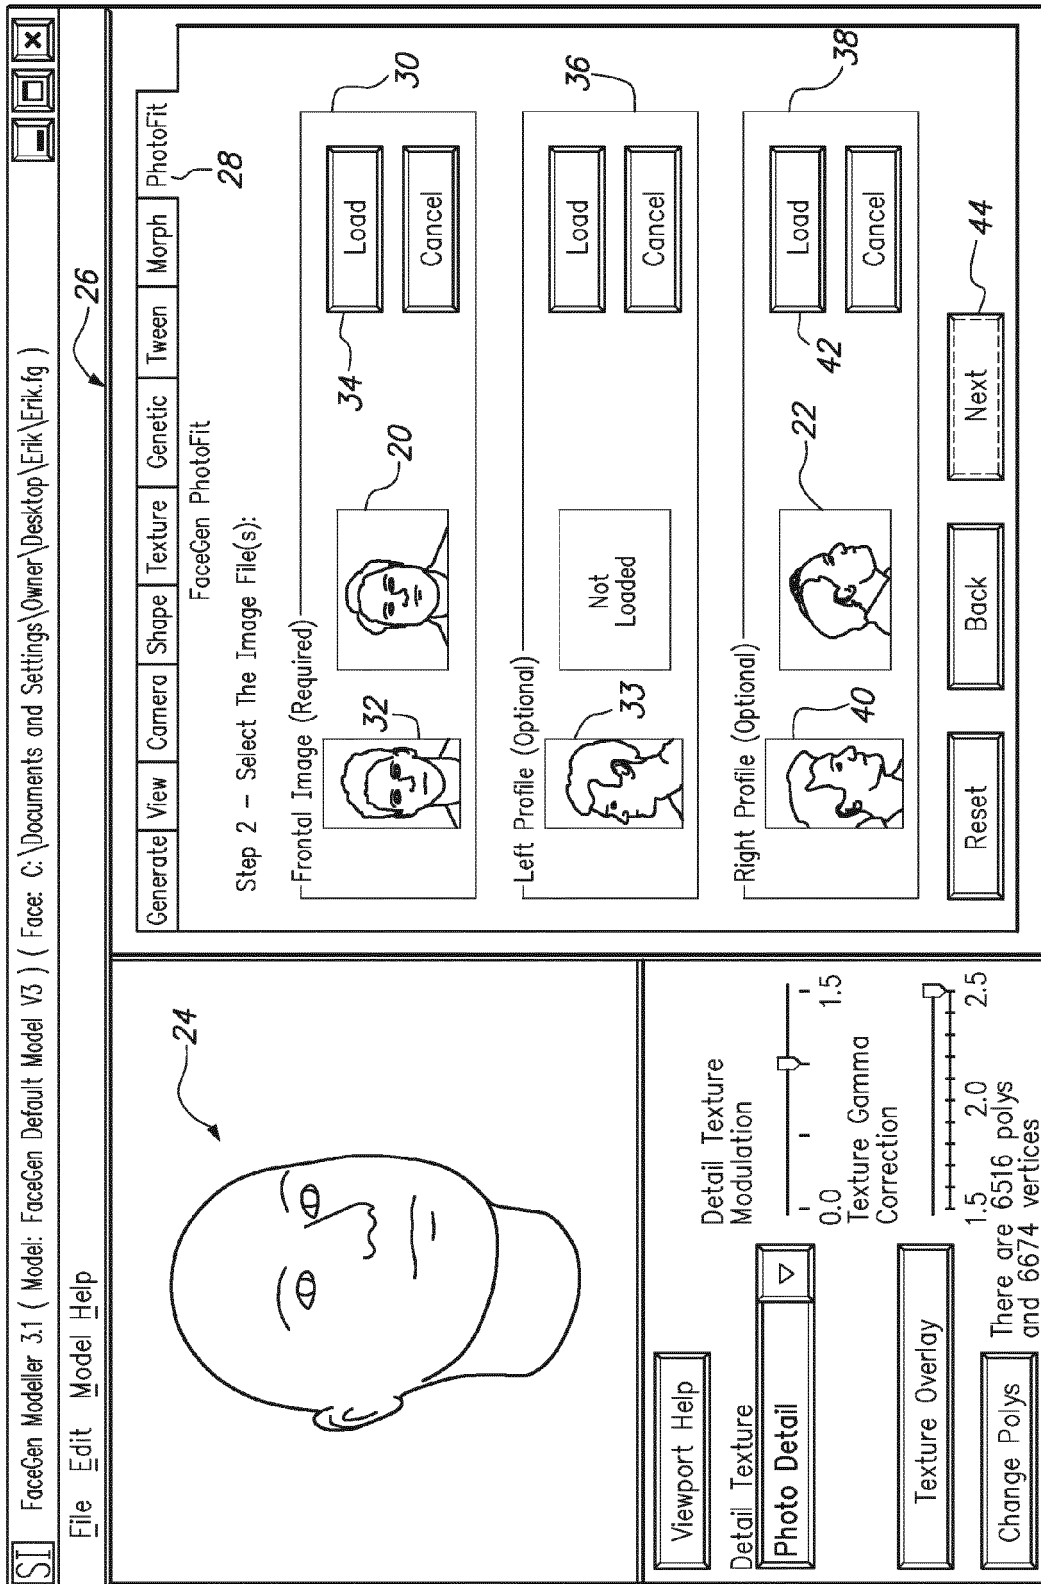 SI FaceGen Modeller 3.1 ( Model: FaceGen Default Model V3 ) ( Face: C:\Documents and Settings\Owner\Desktop\Erik\Erik.fg )
File Edit Model Help
26
24
Generate View Camera Shape Texture Genetic Tween Morph PhotoFit
28
FaceGen PhotoFit
Step 2 - Select The Image File(s):
Frontal Image (Required)
30
32
20
34
Load
Cancel
Left Profile (Optional)
36
33
Not
Loaded
Load
Cancel
Right Profile (Optional)
38
40
22
42
Load
Cancel
Reset
Back
Next
44
Viewport Help
Detail Texture
Photo Detail
Detail Texture
Modulation
0.0 1.5
Texture Gamma
Correction
1.5 2.0 2.5
Texture Overlay
Change Polys
There are 6516 polys
and 6674 vertices